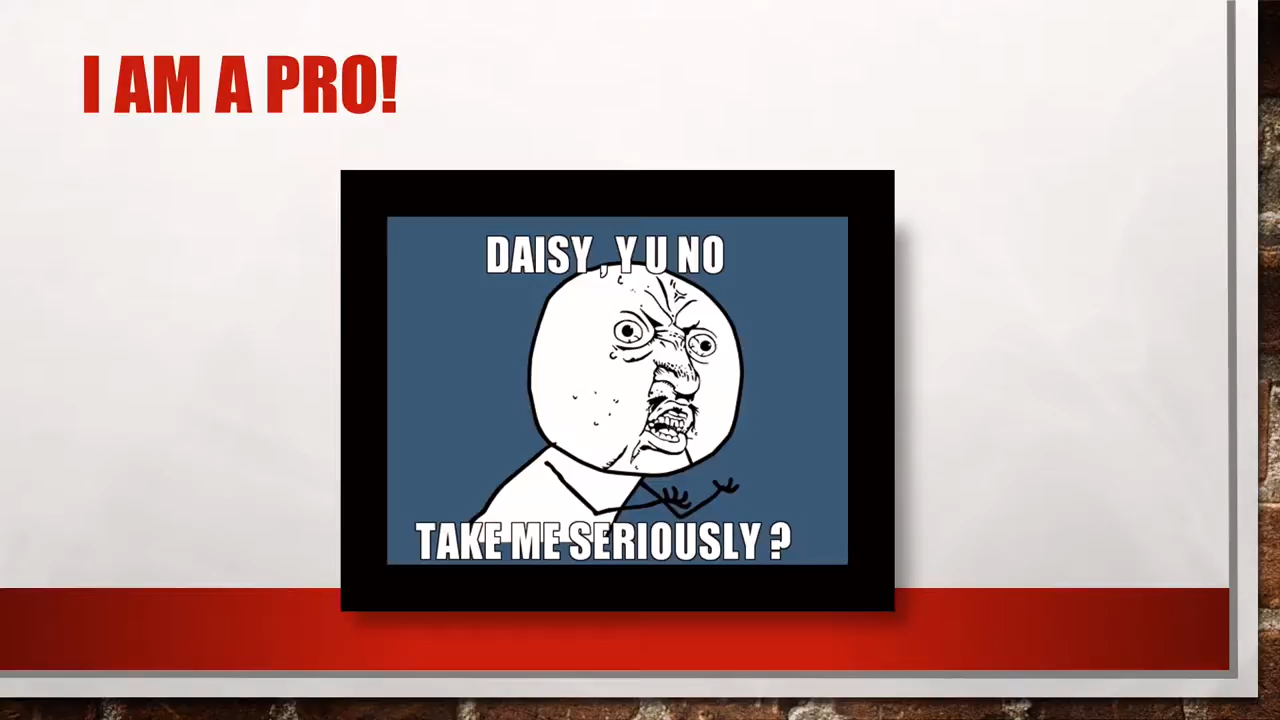 I AM A PRO!
DAISY, Y U NO
TAKE ME SERIOUSLY ?